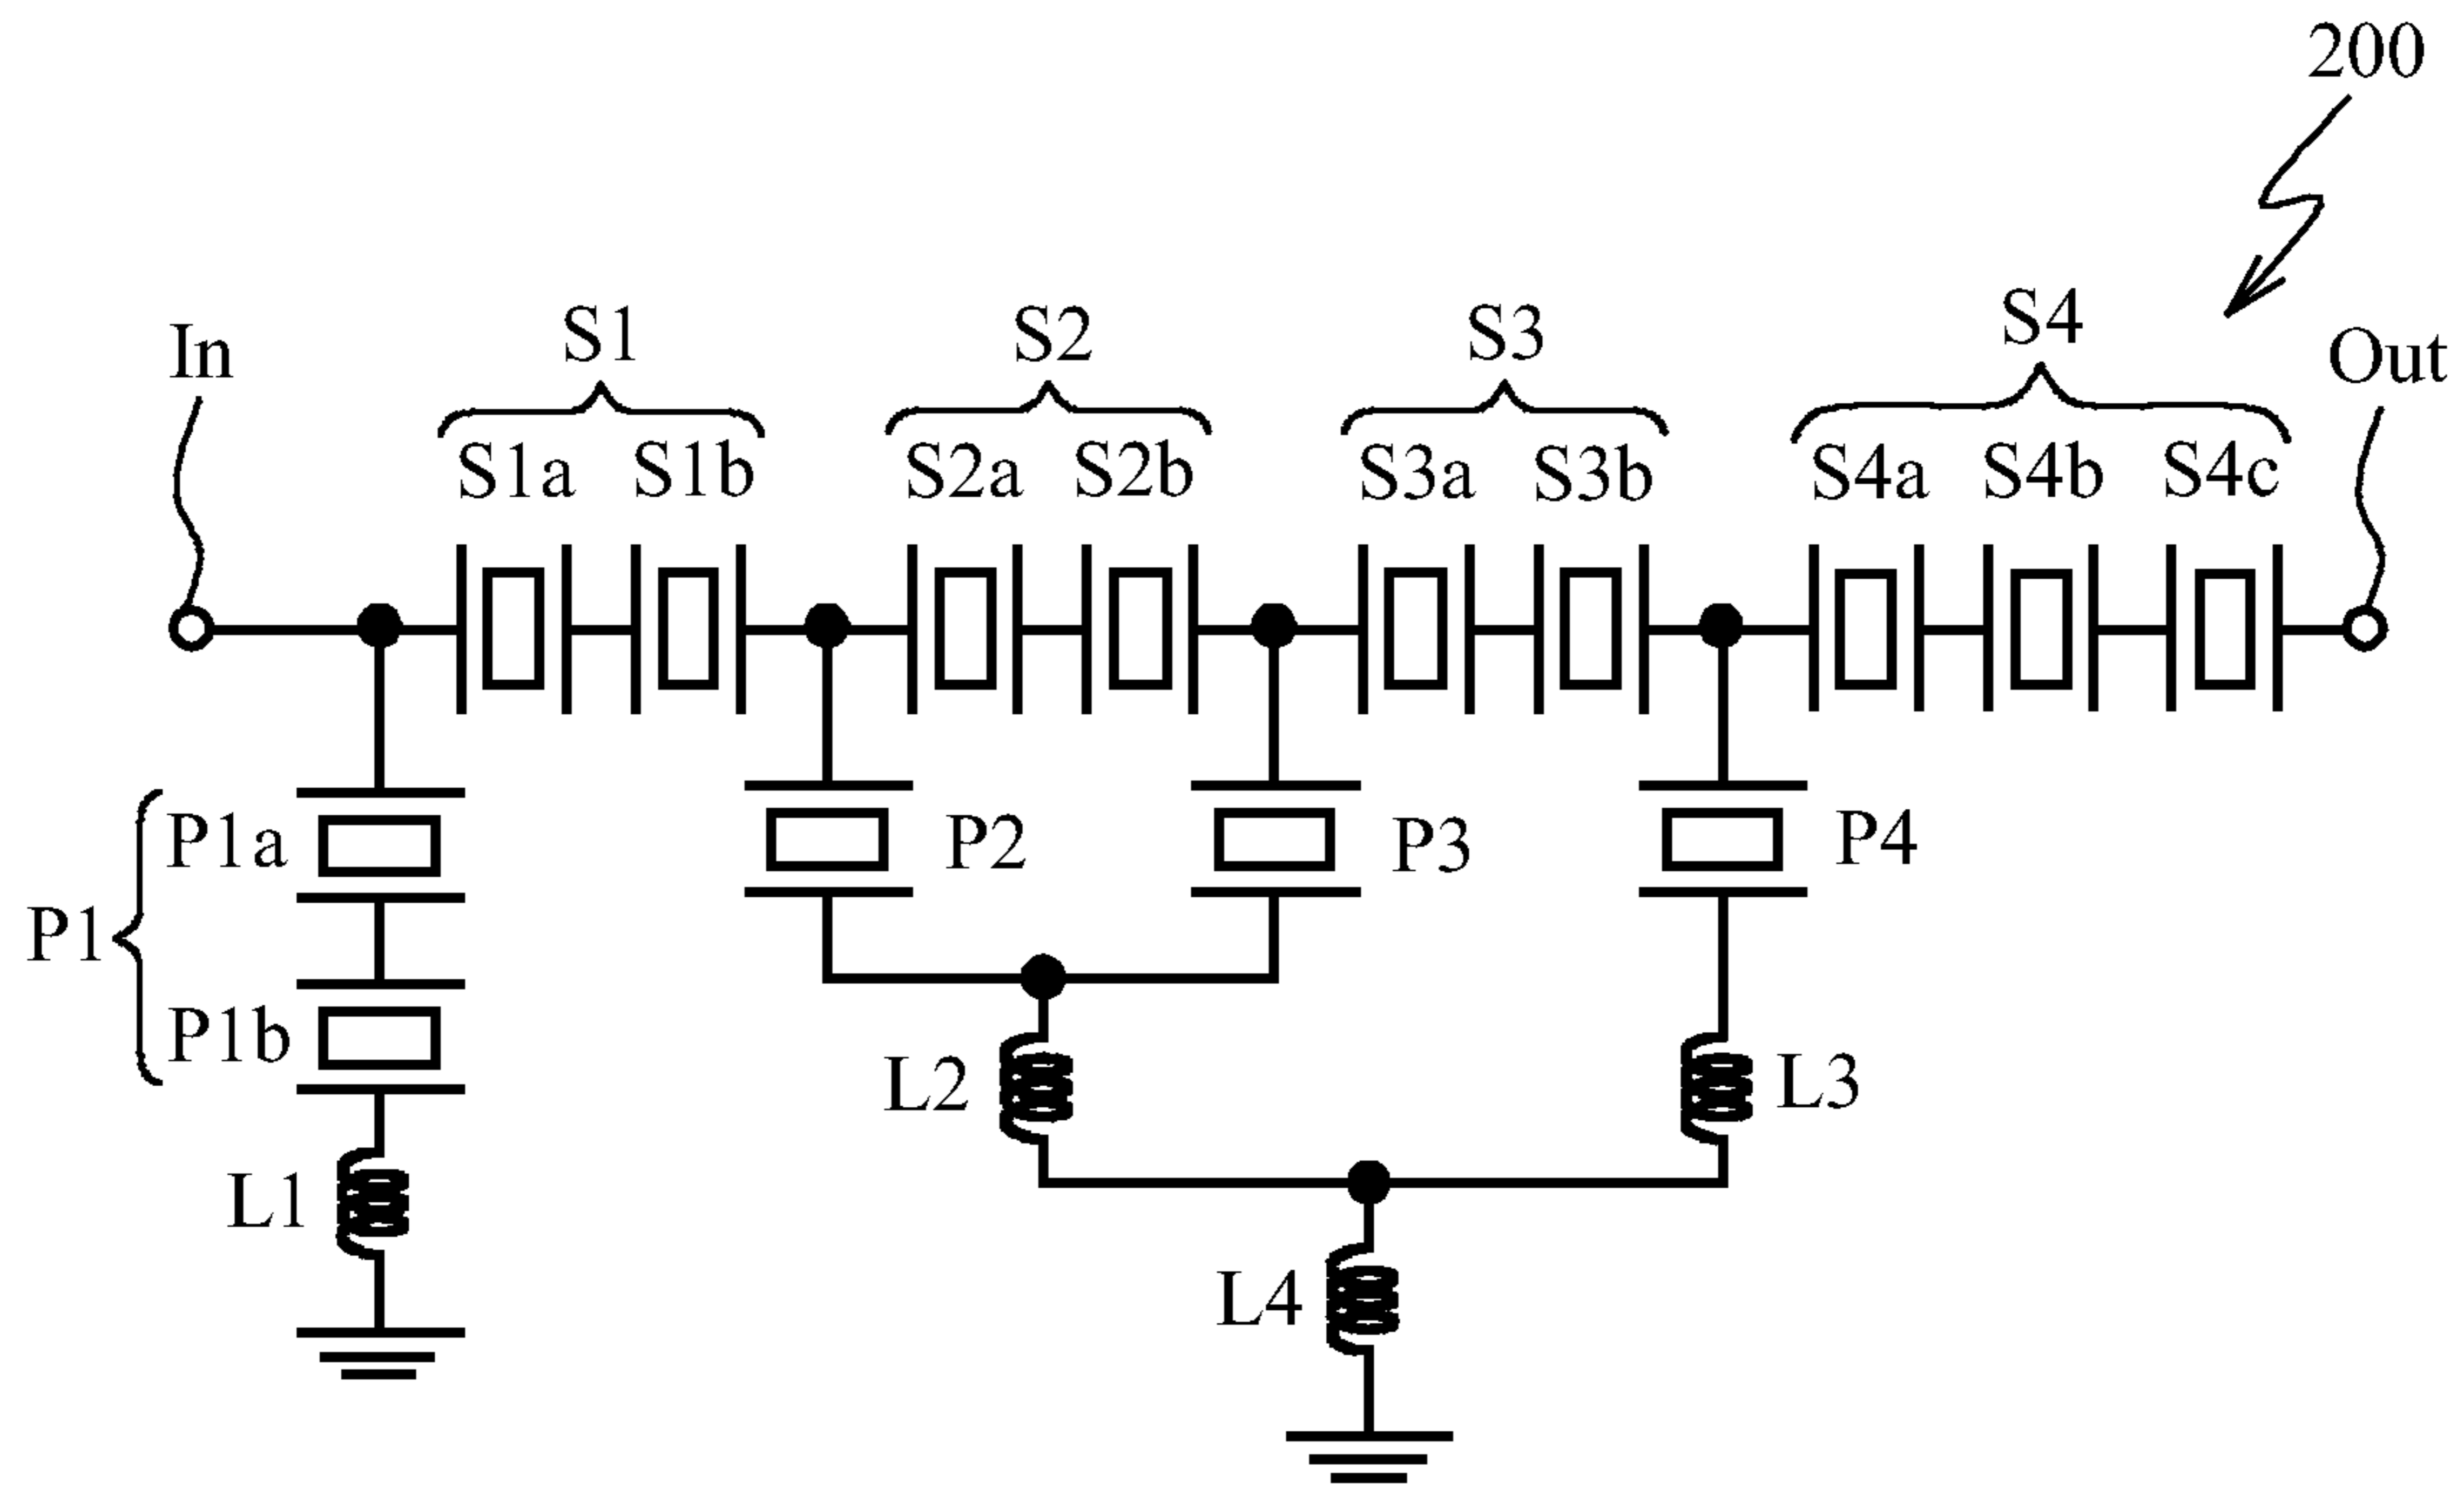 200
In
S1
S2
S3
S4
Out
S1a S1b
S2a S2b
S3a S3b
S4a S4b S4c
P1
P1a
P1b
P2
P3
P4
L1
L2
L3
L4